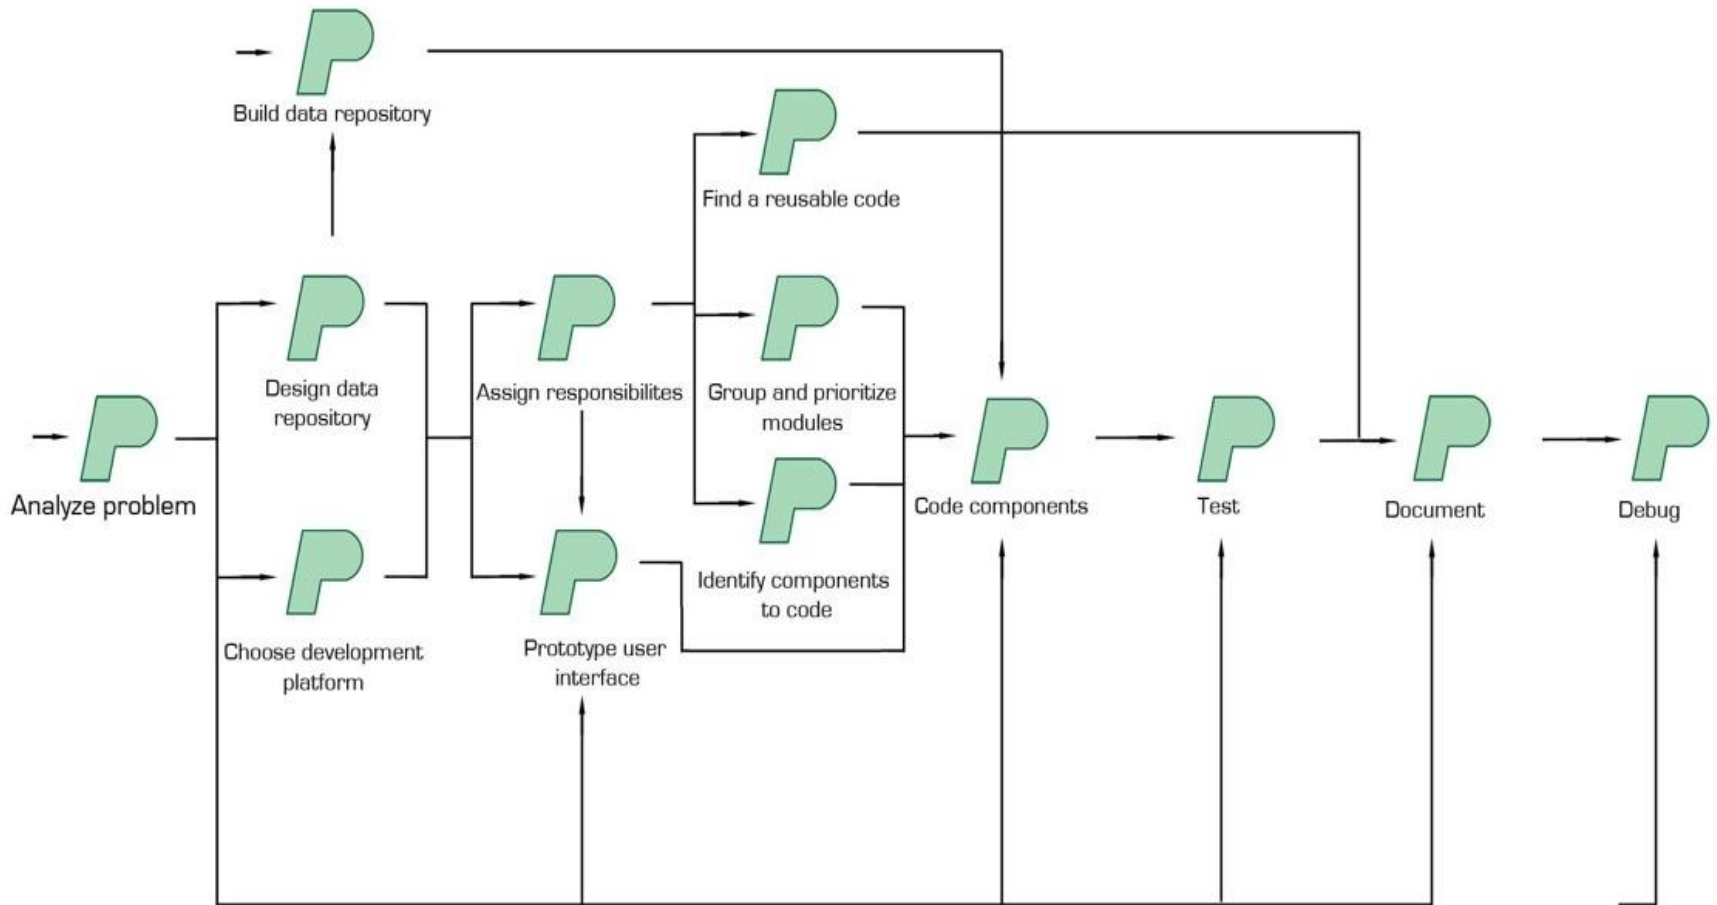 Build data repository
Find a reusable code
Design data
repository
Assign responsibilites
Group and prioritize
modules
Analyze problem
Code components
Test
Document
Debug
Identify components
to code
Choose development
platform
Prototype user
interface